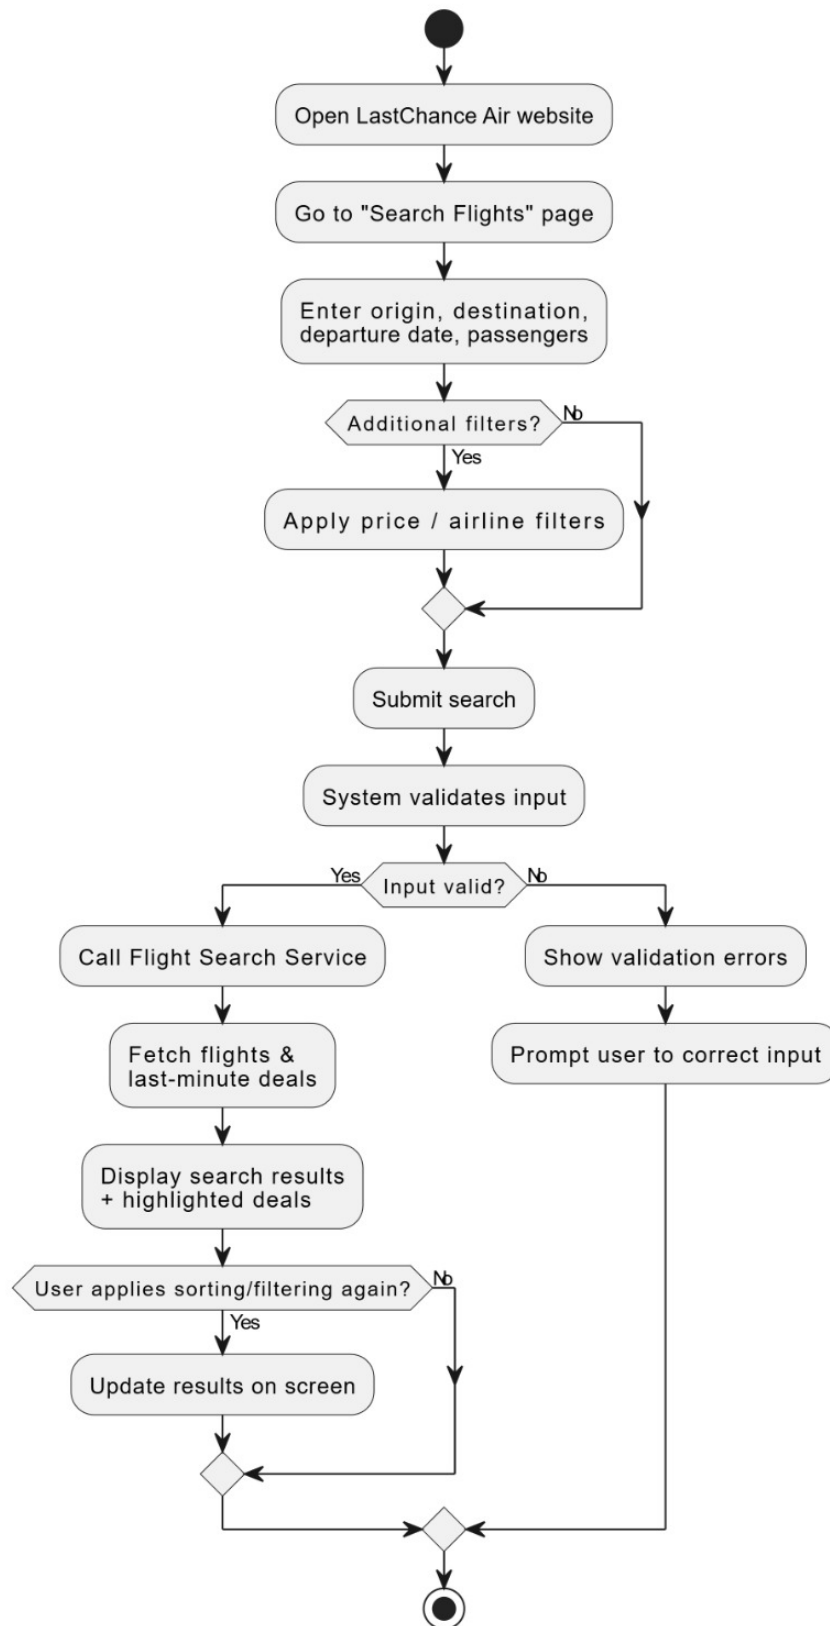 Open LastChance Air website
Go to "Search Flights" page
Enter origin, destination,
departure date, passengers
Additional filters?
No
Yes
Apply price / airline filters
Submit search
System validates input
Yes
Input valid?
No
Call Flight Search Service
Show validation errors
Fetch flights &
last-minute deals
Prompt user to correct input
Display search results
+ highlighted deals
User applies sorting/filtering again?
No
Yes
Update results on screen